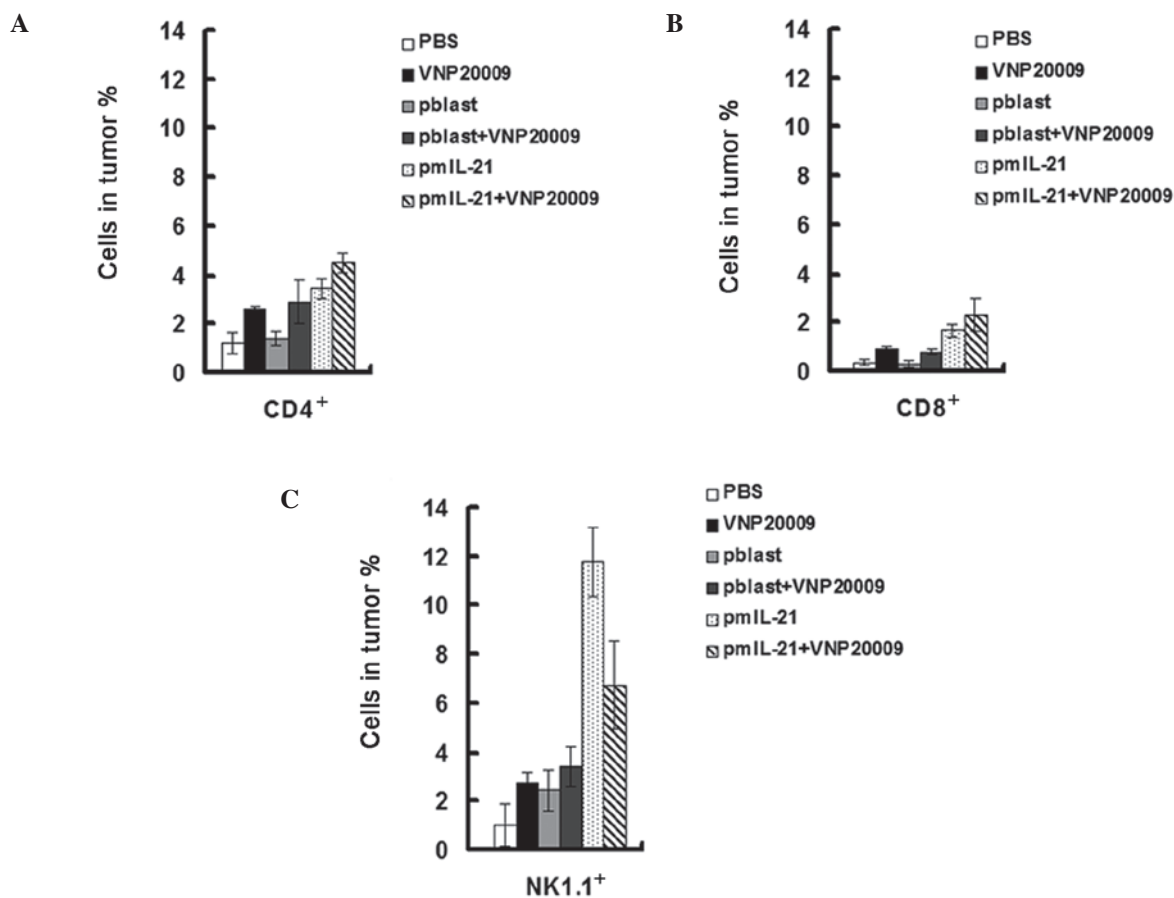 A
Cells in tumor %
14
12
10
8
6
4
2
0
CD4+
PBS
VNP20009
pblast
pblast+VNP20009
pmIL-21
pmIL-21+VNP20009
B
Cells in tumor %
14
12
10
8
6
4
2
0
CD8+
PBS
VNP20009
pblast
pblast+VNP20009
pmIL-21
pmIL-21+VNP20009
C
Cells in tumor %
14
12
10
8
6
4
2
0
NK1.1+
PBS
VNP20009
pblast
pblast+VNP20009
pmIL-21
pmIL-21+VNP20009